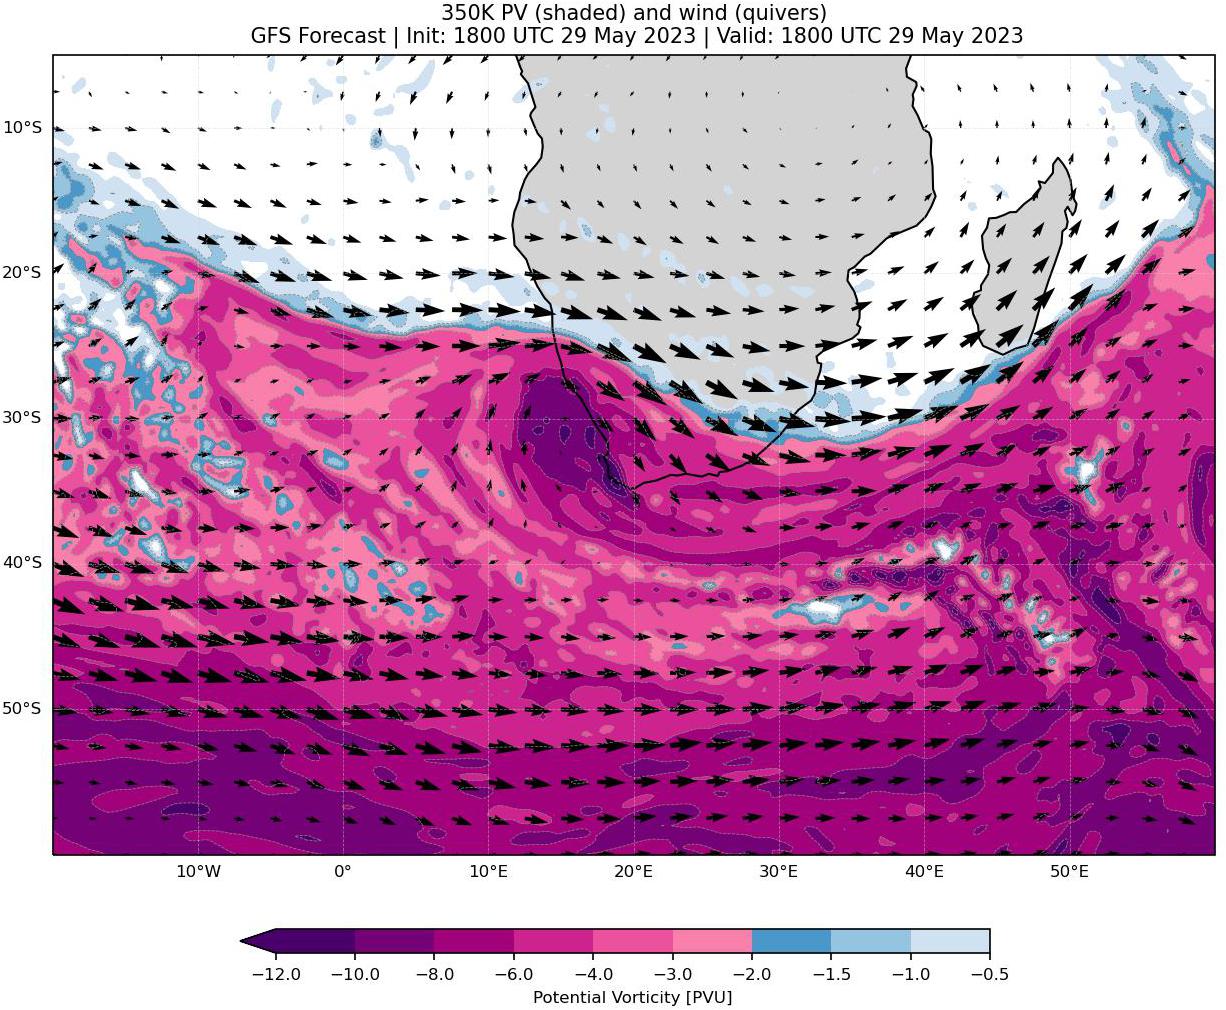 350K PV (shaded) and wind (quivers)
GFS Forecast | Init: 1800 UTC 29 May 2023 | Valid: 1800 UTC 29 May 2023
10°S
20°S
30°S
40°S
50°S
10°W 0° 10°E 20°E 30°E 40°E 50°E
−12.0 −10.0 −8.0 −6.0 −4.0 −3.0 −2.0 −1.5 −1.0 −0.5
Potential Vorticity [PVU]